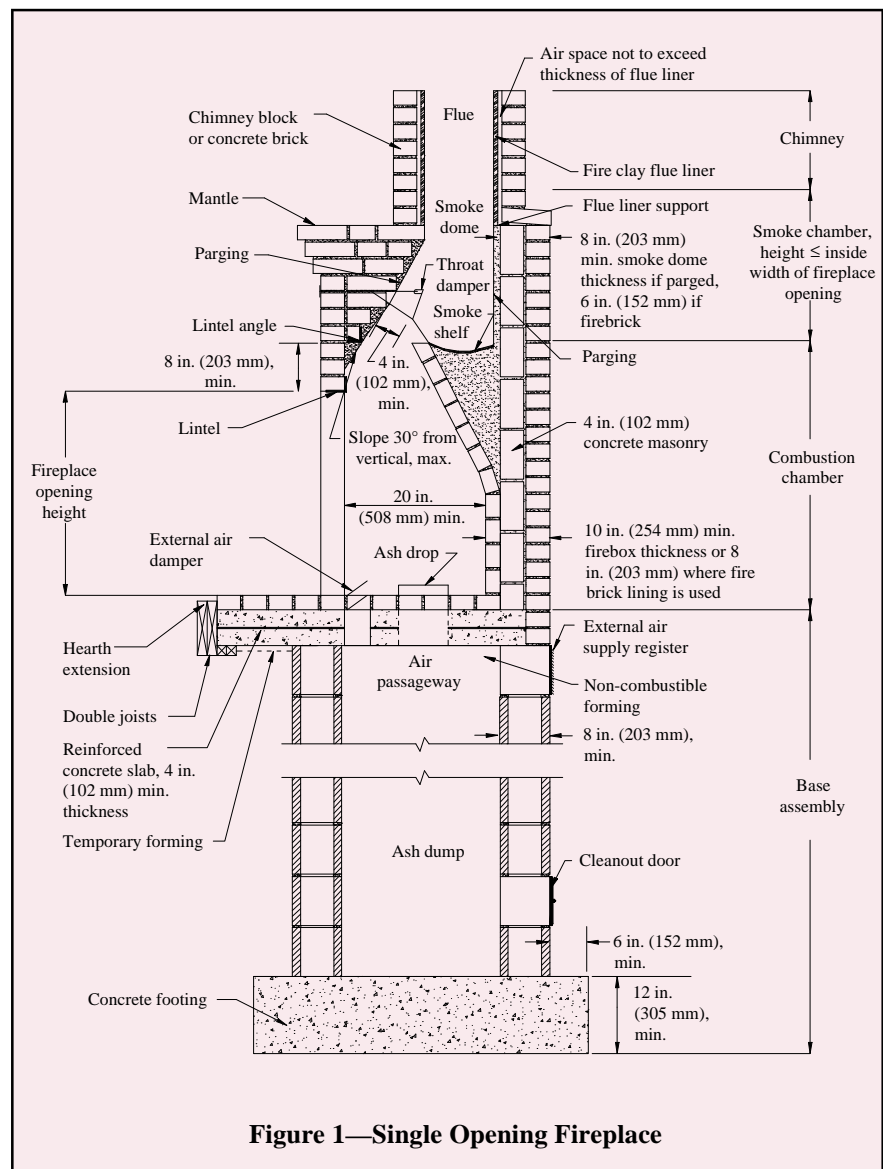 Air space not to exceed
thickness of flue liner
Flue
Chimney block
or concrete brick
Chimney
Fire clay flue liner
Mantle
Smoke
dome
Flue liner support
Parging
8 in. (203 mm)
min. smoke dome
thickness if parged,
6 in. (152 mm) if
firebrick
Smoke chamber,
height ≤ inside
width of fireplace
opening
Throat
damper
Lintel angle
Smoke
shelf
8 in. (203 mm),
min.
4 in.
(102 mm),
min.
Parging
Lintel
Slope 30° from
vertical, max.
4 in. (102 mm)
concrete masonry
Combustion
chamber
Fireplace
opening
height
20 in.
(508 mm) min.
External air
damper
Ash drop
10 in. (254 mm) min.
firebox thickness or 8
in. (203 mm) where fire
brick lining is used
Hearth
extension
External air
supply register
Air
passageway
Non-combustible
forming
Double joists
8 in. (203 mm),
min.
Reinforced
concrete slab, 4 in.
(102 mm) min.
thickness
Base
assembly
Temporary forming
Ash dump
Cleanout door
6 in. (152 mm),
min.
Concrete footing
12 in.
(305 mm),
min.
Figure 1—Single Opening Fireplace